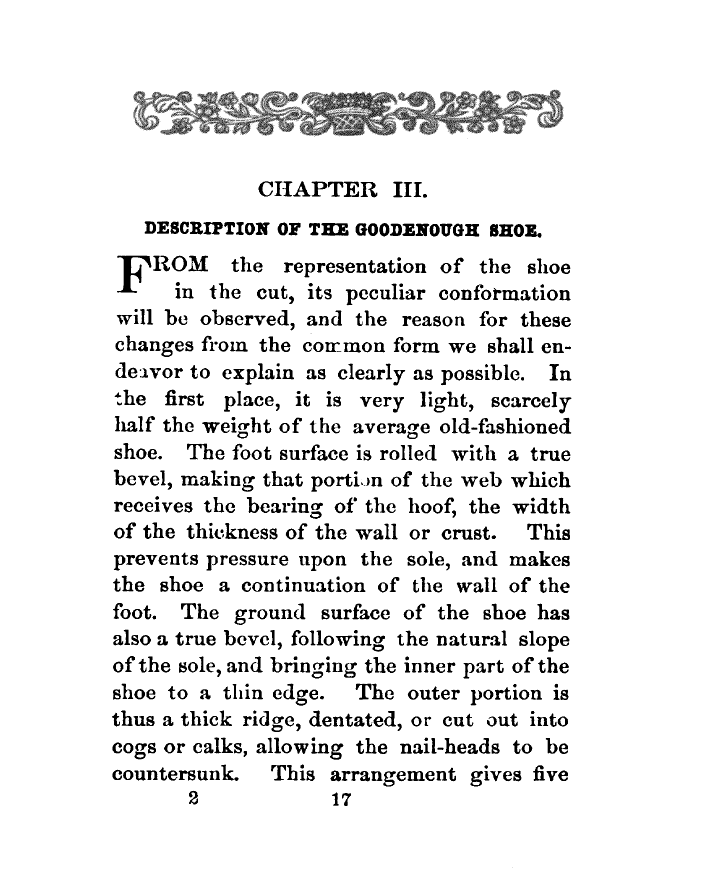 CHAPTER III.
DESCRIPTION OF THE GOODENOUGH SHOE.
FROM the representation of the shoe
in the cut, its peculiar conformation
will be observed, and the reason for these
changes from the common form we shall en-
deavor to explain as clearly as possible. In
the first place, it is very light, scarcely
half the weight of the average old-fashioned
shoe. The foot surface is rolled with a true
bevel, making that portion of the web which
receives the bearing of the hoof, the width
of the thickness of the wall or crust. This
prevents pressure upon the sole, and makes
the shoe a continuation of the wall of the
foot. The ground surface of the shoe has
also a true bevel, following the natural slope
of the sole, and bringing the inner part of the
shoe to a thin edge. The outer portion is
thus a thick ridge, dentated, or cut out into
cogs or calks, allowing the nail-heads to be
countersunk. This arrangement gives five
2 17